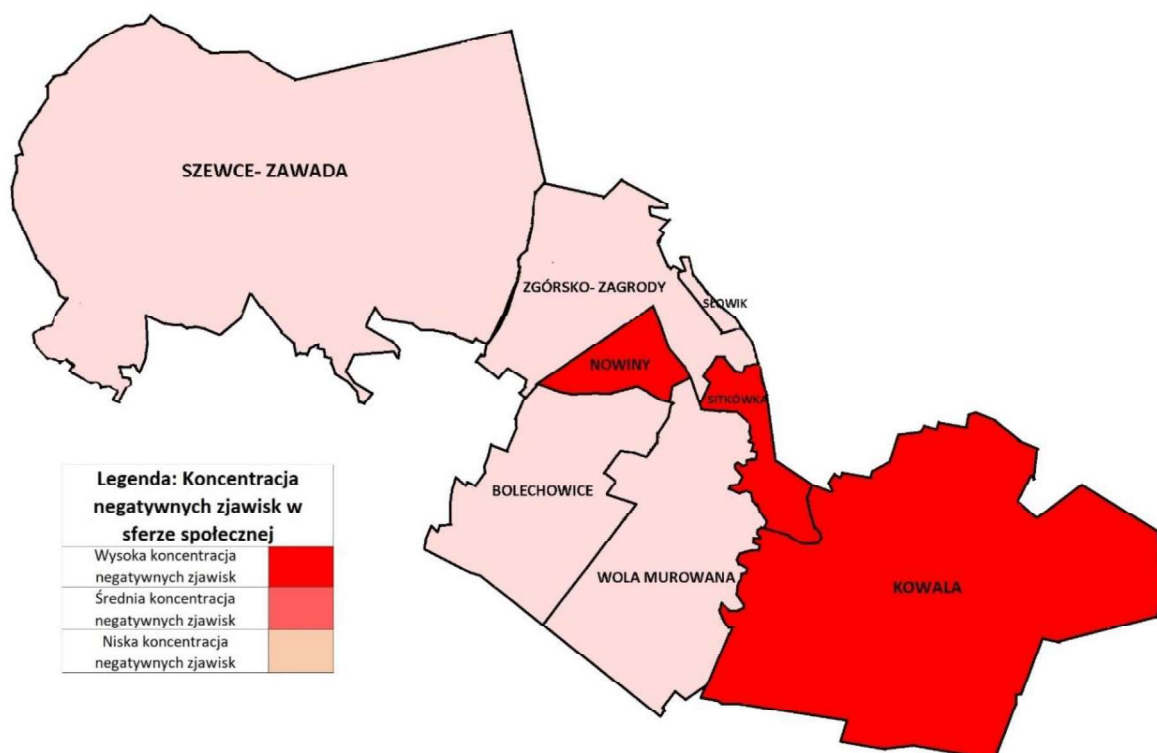 SZEWCE- ZAWADA
ZGÓRSKO- ZAGRODY
SŁOWIK
NOWINY
SITKÓWKA
BOLECHOWICE
WOLA MUROWANA
KOWALA
Legenda: Koncentracja
negatywnych zjawisk w
sferze społecznej
Wysoka koncentracja
negatywnych zjawisk
Średnia koncentracja
negatywnych zjawisk
Niska koncentracja
negatywnych zjawisk